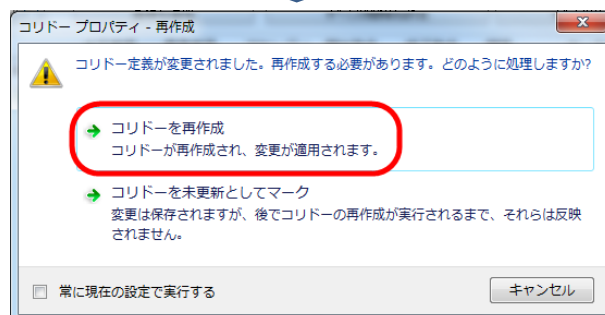 コリドー プロパティ - 再作成
コリドー定義が変更されました。再作成する必要があります。どのように処理しますか?
コリドーを再作成
コリドーが再作成され、変更が適用されます。
コリドーを未更新としてマーク
変更は保存されますが、後でコリドーの再作成が実行されるまで、それらは反映
されません。
常に現在の設定で実行する
キャンセル